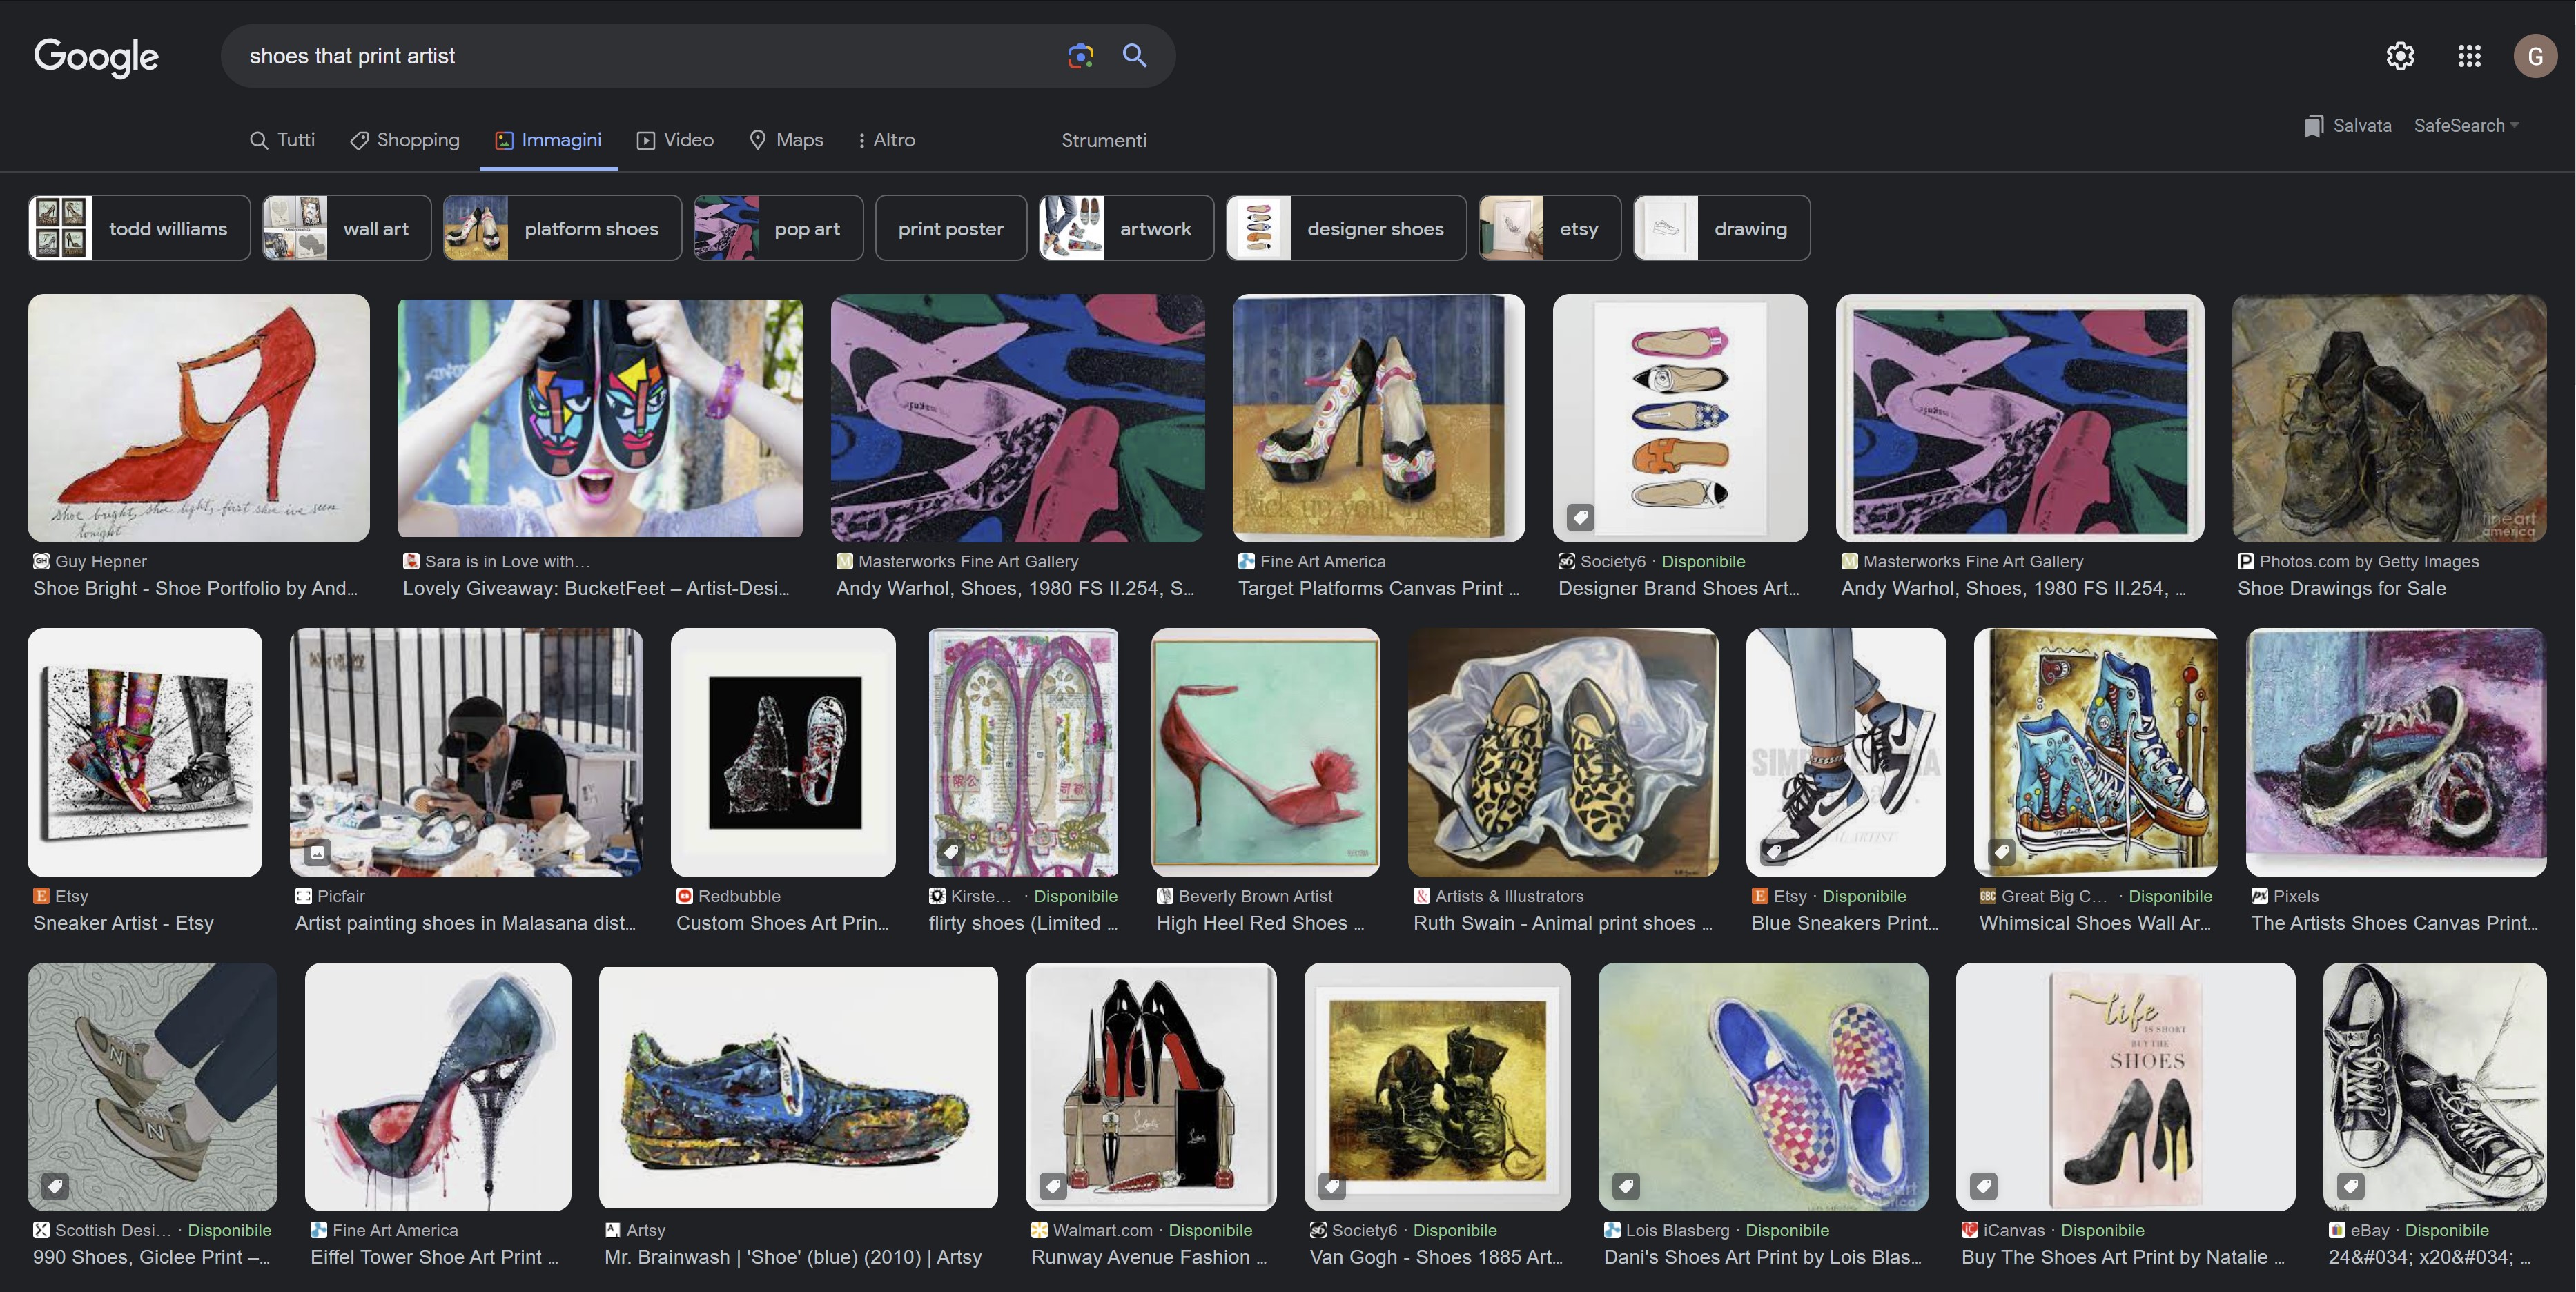 Google
shoes that print artist
G
Tutti
Shopping
Immagini
Video
Maps
Altro
Strumenti
Salvata
SafeSearch
todd williams
wall art
platform shoes
pop art
print poster
artwork
designer shoes
etsy
drawing
shoe bright, shoe light, first shoe i've seen
tonight
kick up your heels
fine art
america
GH Guy Hepner
Shoe Bright - Shoe Portfolio by And...
Sara is in Love with...
Lovely Giveaway: BucketFeet – Artist-Desi...
Masterworks Fine Art Gallery
Andy Warhol, Shoes, 1980 FS II.254, S...
Fine Art America
Target Platforms Canvas Print ...
s6 Society6 · Disponibile
Designer Brand Shoes Art...
Masterworks Fine Art Gallery
Andy Warhol, Shoes, 1980 FS II.254, ...
P Photos.com by Getty Images
Shoe Drawings for Sale
E Etsy
Sneaker Artist - Etsy
Picfair
Artist painting shoes in Malasana dist...
Redbubble
Custom Shoes Art Prin...
Kirste... · Disponibile
flirty shoes (Limited ...
Beverly Brown Artist
High Heel Red Shoes ...
& Artists & Illustrators
Ruth Swain - Animal print shoes ...
E Etsy · Disponibile
Blue Sneakers Print...
GBC Great Big C... · Disponibile
Whimsical Shoes Wall Ar...
px Pixels
The Artists Shoes Canvas Print...
N
N
life
IS SHORT
BUY THE
SHOES
Scottish Desi... · Disponibile
990 Shoes, Giclee Print –...
Fine Art America
Eiffel Tower Shoe Art Print ...
A Artsy
Mr. Brainwash | 'Shoe' (blue) (2010) | Artsy
Walmart.com · Disponibile
Runway Avenue Fashion ...
s6 Society6 · Disponibile
Van Gogh - Shoes 1885 Art...
Lois Blasberg · Disponibile
Dani's Shoes Art Print by Lois Blas...
iCanvas · Disponibile
Buy The Shoes Art Print by Natalie ...
eBay · Disponibile
24&#034; x20&#034; ...